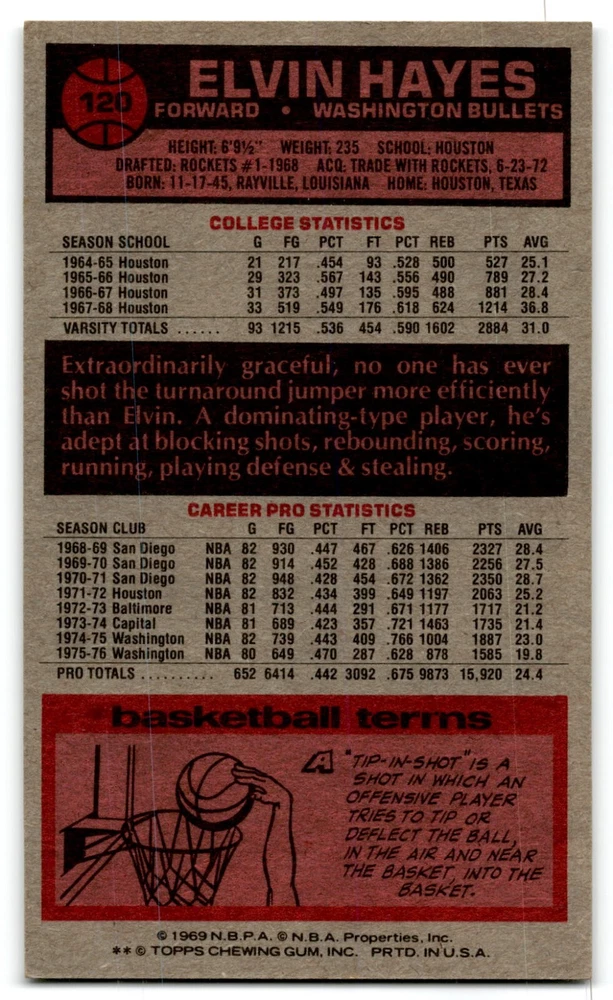 120
ELVIN HAYES
FORWARD • WASHINGTON BULLETS
HEIGHT: 6'9½" WEIGHT: 235 SCHOOL: HOUSTON
DRAFTED: ROCKETS #1-1968 ACQ: TRADE WITH ROCKETS, 6-23-72
BORN: 11-17-45, RAYVILLE, LOUISIANA HOME: HOUSTON, TEXAS
COLLEGE STATISTICS
SEASON SCHOOL G FG PCT FT PCT REB PTS AVG
1964-65 Houston 21 217 .454 93 .528 500 527 25.1
1965-66 Houston 29 323 .567 143 .556 490 789 27.2
1966-67 Houston 31 373 .497 135 .595 488 881 28.4
1967-68 Houston 33 519 .549 176 .618 624 1214 36.8
VARSITY TOTALS ...... 93 1215 .536 454 .590 1602 2884 31.0
Extraordinarily graceful, no one has ever
shot the turnaround jumper more efficiently
than Elvin. A dominating-type player, he's
adept at blocking shots, rebounding, scoring,
running, playing defense & stealing.
CAREER PRO STATISTICS
SEASON CLUB G FG PCT FT PCT REB PTS AVG
1968-69 San Diego NBA 82 930 .447 467 .626 1406 2327 28.4
1969-70 San Diego NBA 82 914 .452 428 .688 1386 2256 27.5
1970-71 San Diego NBA 82 948 .428 454 .672 1362 2350 28.7
1971-72 Houston NBA 82 832 .434 399 .649 1197 2063 25.2
1972-73 Baltimore NBA 81 713 .444 291 .671 1177 1717 21.2
1973-74 Capital NBA 81 689 .423 357 .721 1463 1735 21.4
1974-75 Washington NBA 82 739 .443 409 .766 1004 1887 23.0
1975-76 Washington NBA 80 649 .470 287 .628 878 1585 19.8
PRO TOTALS .......... 652 6414 .442 3092 .675 9873 15,920 24.4
basketball terms
A "TIP-IN-SHOT" IS A
SHOT IN WHICH AN
OFFENSIVE PLAYER
TRIES TO TIP OR
DEFLECT THE BALL,
IN THE AIR AND NEAR
THE BASKET, INTO THE
BASKET.
© 1969 N.B.P.A. © N.B.A. Properties, Inc.
** © TOPPS CHEWING GUM, INC. PRTD. IN U.S.A.